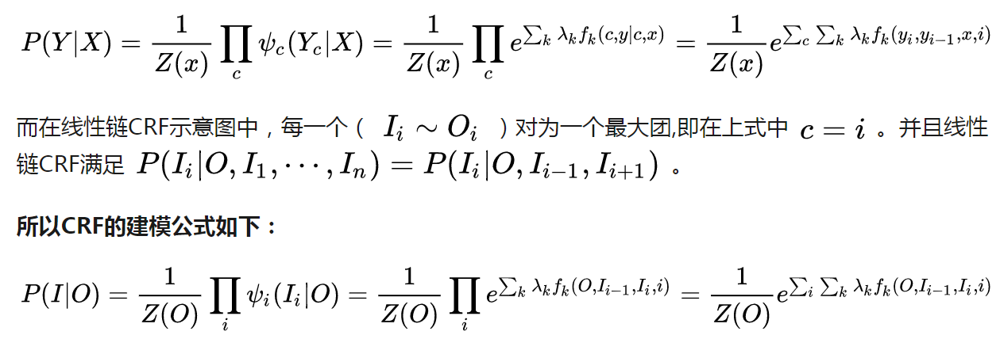 P(Y|X) = \frac{1}{Z(x)} \prod_{c} \psi_c(Y_c|X) = \frac{1}{Z(x)} \prod_{c} e^{\sum_k \lambda_k f_k(c,y|c,x)} = \frac{1}{Z(x)} e^{\sum_c \sum_k \lambda_k f_k(y_i,y_{i-1},x,i)}
而在线性链CRF示意图中，每一个（ I_i \sim O_i ）对为一个最大团,即在上式中 c = i 。并且线性
链CRF满足 P(I_i|O, I_1, \cdots, I_n) = P(I_i|O, I_{i-1}, I_{i+1}) 。
所以CRF的建模公式如下：
P(I|O) = \frac{1}{Z(O)} \prod_{i} \psi_i(I_i|O) = \frac{1}{Z(O)} \prod_{i} e^{\sum_k \lambda_k f_k(O,I_{i-1},I_i,i)} = \frac{1}{Z(O)} e^{\sum_i \sum_k \lambda_k f_k(O,I_{i-1},I_i,i)}